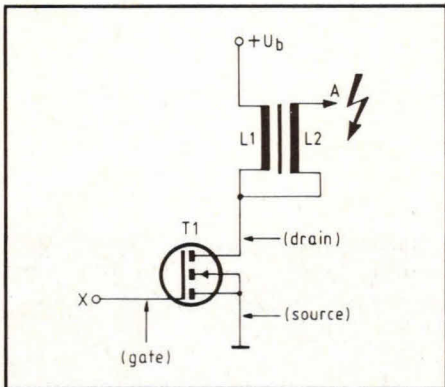 +Ub
A
L1 L2
T1
(drain)
X
(source)
(gate)